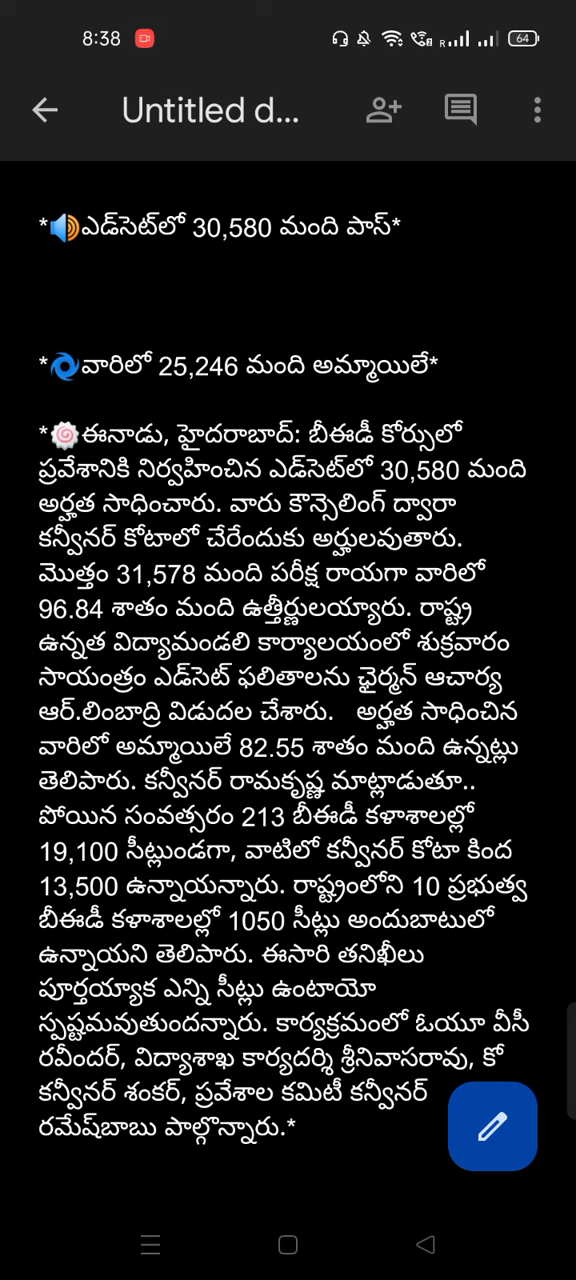 8:38
R
64
Untitled d...
*🔊ఎడ్‌సెట్‌లో 30,580 మంది పాస్*
*🌀వారిలో 25,246 మంది అమ్మాయిలే*
*🍥ఈనాడు, హైదరాబాద్: బీఈడీ కోర్సులో
ప్రవేశానికి నిర్వహించిన ఎడ్‌సెట్‌లో 30,580 మంది
అర్హత సాధించారు. వారు కౌన్సెలింగ్ ద్వారా
కన్వీనర్ కోటాలో చేరేందుకు అర్హులవుతారు.
మొత్తం 31,578 మంది పరీక్ష రాయగా వారిలో
96.84 శాతం మంది ఉత్తీర్ణులయ్యారు. రాష్ట్ర
ఉన్నత విద్యామండలి కార్యాలయంలో శుక్రవారం
సాయంత్రం ఎడ్‌సెట్ ఫలితాలను ఛైర్మన్ ఆచార్య
ఆర్.లింబాద్రి విడుదల చేశారు.   అర్హత సాధించిన
వారిలో అమ్మాయిలే 82.55 శాతం మంది ఉన్నట్లు
తెలిపారు. కన్వీనర్ రామకృష్ణ మాట్లాడుతూ..
పోయిన సంవత్సరం 213 బీఈడీ కళాశాలల్లో
19,100 సీట్లుండగా, వాటిలో కన్వీనర్ కోటా కింద
13,500 ఉన్నాయన్నారు. రాష్ట్రంలోని 10 ప్రభుత్వ
బీఈడీ కళాశాలల్లో 1050 సీట్లు అందుబాటులో
ఉన్నాయని తెలిపారు. ఈసారి తనిఖీలు
పూర్తయ్యాక ఎన్ని సీట్లు ఉంటాయో
స్పష్టమవుతుందన్నారు. కార్యక్రమంలో ఓయూ వీసీ
రవీందర్, విద్యాశాఖ కార్యదర్శి శ్రీనివాసరావు, కో
కన్వీనర్ శంకర్, ప్రవేశాల కమిటీ కన్వీనర్
రమేష్‌బాబు పాల్గొన్నారు.*